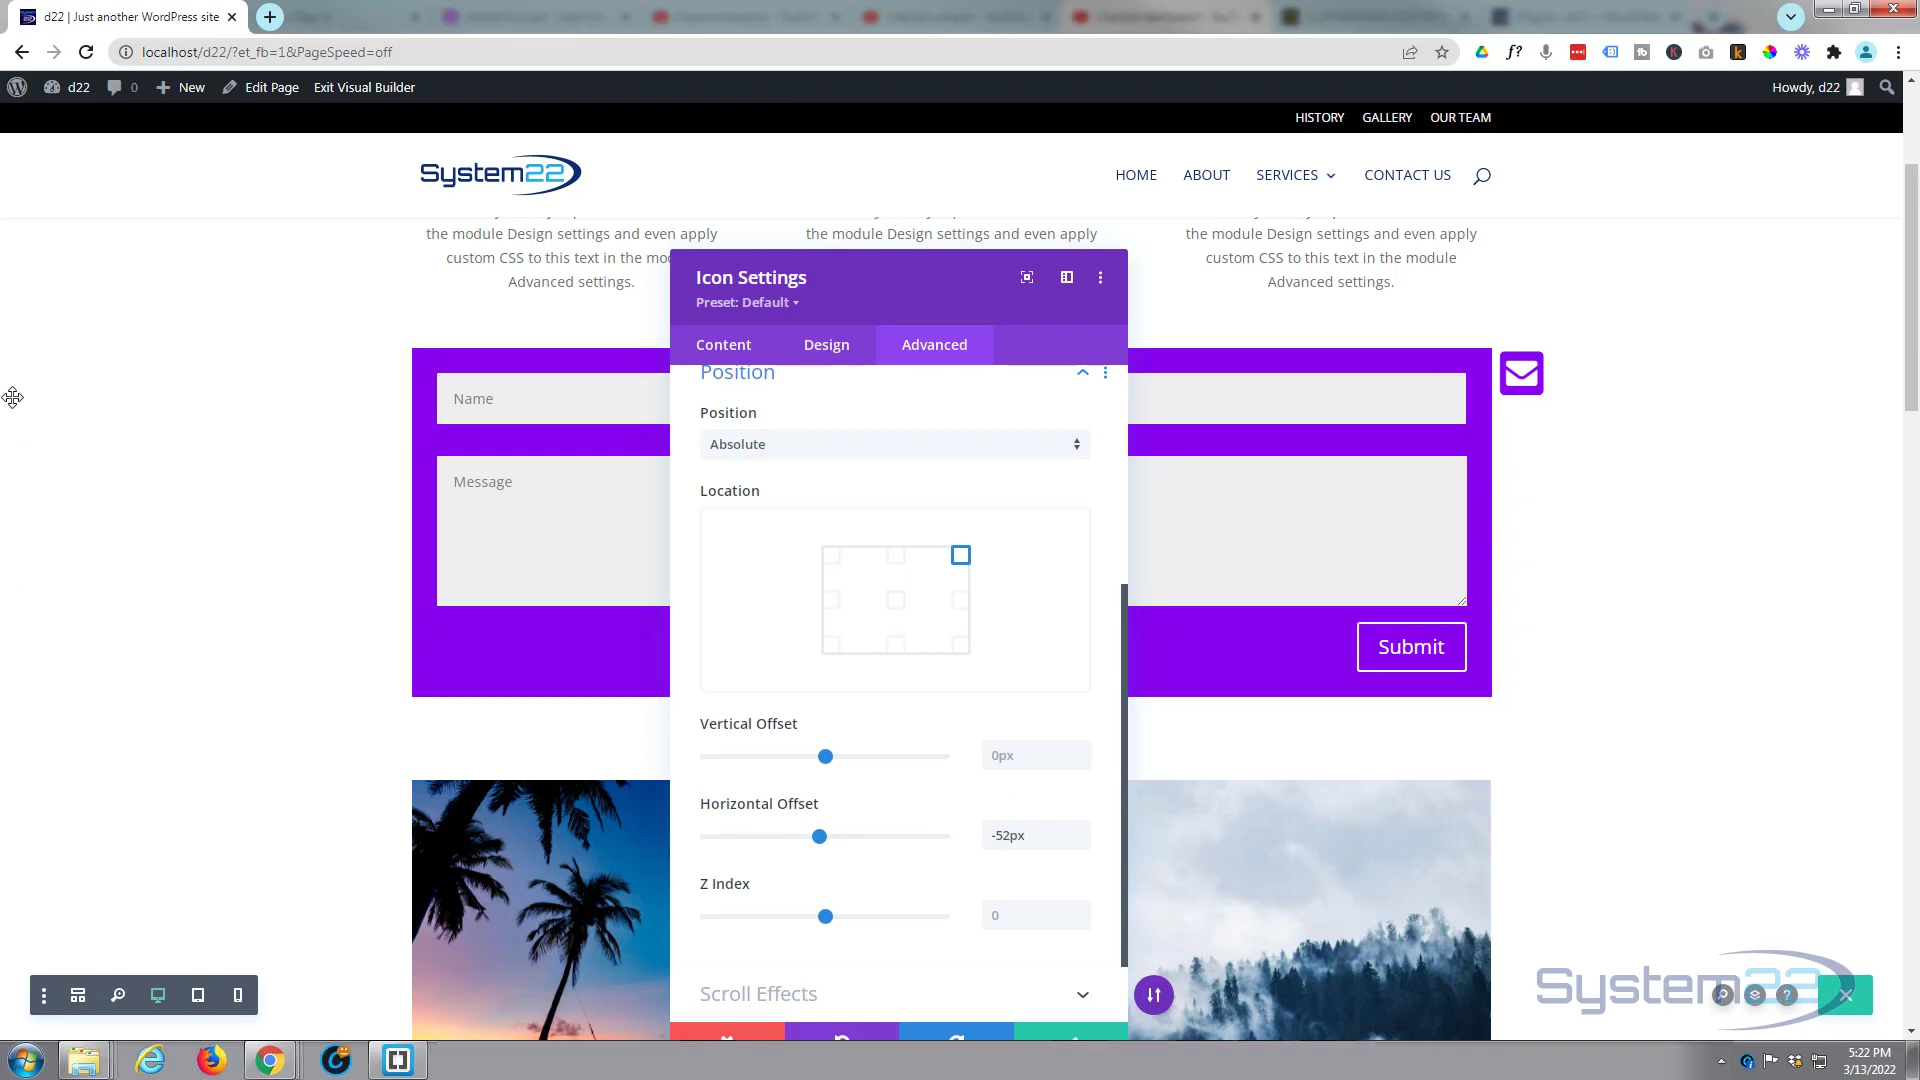 d22 | Just another WordPress site
localhost/d22/?et_fb=1&PageSpeed=off
d22 0 New Edit Page Exit Visual Builder Howdy, d22
HISTORY GALLERY OUR TEAM
System22
HOME ABOUT SERVICES CONTACT US
the module Design settings and even apply
custom CSS to this text in the mod
Advanced settings.
the module Design settings and even apply
the module Design settings and even apply
custom CSS to this text in the module
Advanced settings.
Icon Settings
Preset: Default
Content Design Advanced
Position
Position
Absolute
Location
Vertical Offset
0px
Horizontal Offset
-52px
Z Index
0
Scroll Effects
Name
Message
Submit
System22
5:22 PM
3/13/2022